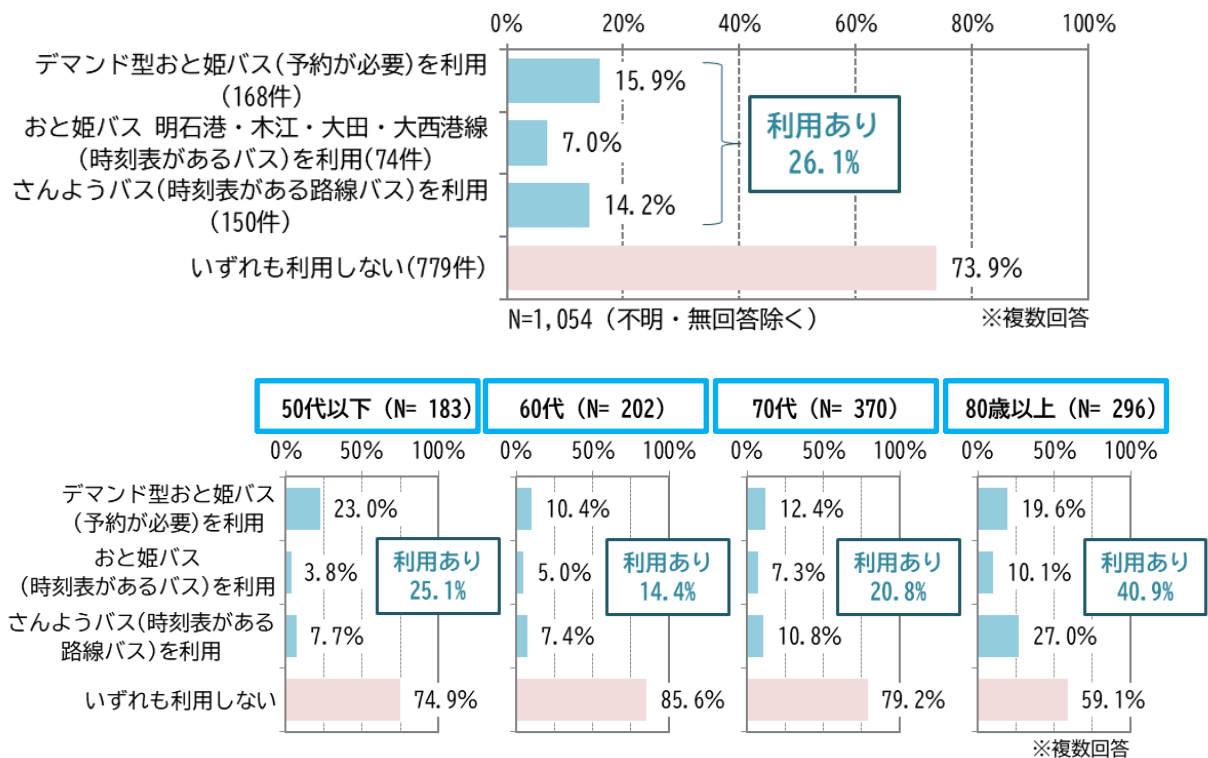 0% 20% 40% 60% 80% 100%
デマンド型おと姫バス(予約が必要)を利用
(168件)
15.9%
おと姫バス 明石港・木江・大田・大西港線
(時刻表があるバス)を利用(74件)
7.0%
さんようバス(時刻表がある路線バス)を利用
(150件)
14.2%
利用あり
26.1%
いずれも利用しない(779件)
73.9%
N=1,054 (不明・無回答除く)
※複数回答
50代以下 (N= 183)
60代 (N= 202)
70代 (N= 370)
80歳以上 (N= 296)
0% 50% 100%
0% 50% 100%
0% 50% 100%
0% 50% 100%
デマンド型おと姫バス
(予約が必要)を利用
23.0%
10.4%
12.4%
19.6%
おと姫バス
(時刻表があるバス)を利用
3.8%
利用あり
25.1%
5.0%
利用あり
14.4%
7.3%
利用あり
20.8%
10.1%
利用あり
40.9%
さんようバス(時刻表がある
路線バス)を利用
7.7%
7.4%
10.8%
27.0%
いずれも利用しない
74.9%
85.6%
79.2%
59.1%
※複数回答